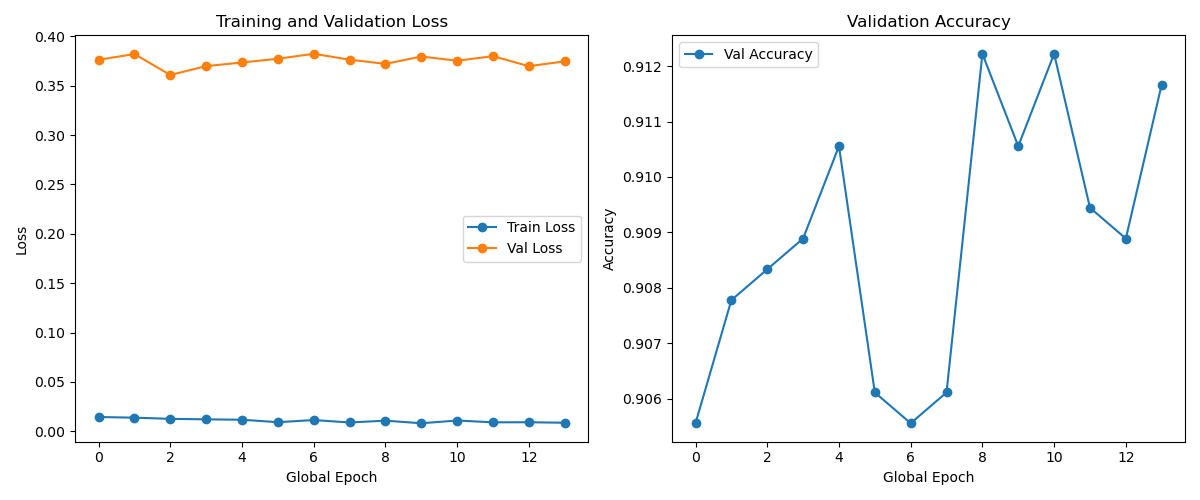 Training and Validation Loss
0.40
0.35
0.30
0.25
0.20
0.15
0.10
0.05
0.00
Loss
Train Loss
Val Loss
0 2 4 6 8 10 12
Global Epoch
Validation Accuracy
Val Accuracy
0.912
0.911
0.910
0.909
0.908
0.907
0.906
Accuracy
0 2 4 6 8 10 12
Global Epoch